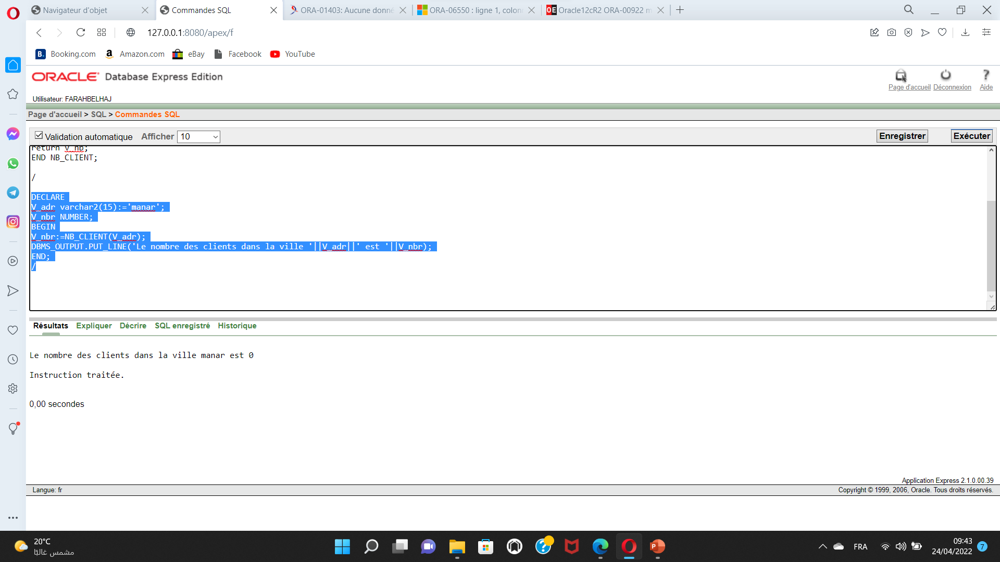 Navigateur d'objet
Commandes SQL
ORA-01403: Aucune donné
ORA-06550 : ligne 1, colon
Oracle12cR2 ORA-00922 m
127.0.0.1:8080/apex/f
Booking.com
Amazon.com
eBay
Facebook
YouTube
ORACLE Database Express Edition
Page d'accueil
Déconnexion
Aide
Utilisateur: FARAHBELHAJ
Page d'accueil > SQL > Commandes SQL
Validation automatique Afficher 10
Enregistrer
Exécuter
return v_nb;
END NB_CLIENT;
/
DECLARE
V_adr varchar2(15):='manar';
V_nbr NUMBER;
BEGIN
V_nbr:=NB_CLIENT(V_adr);
DBMS_OUTPUT.PUT_LINE('Le nombre des clients dans la ville '||V_adr||' est '||V_nbr);
END;
/
Résultats Expliquer Décrire SQL enregistré Historique
Le nombre des clients dans la ville manar est 0
Instruction traitée.
0,00 secondes
Application Express 2.1.0.00.39
Langue: fr
Copyright © 1999, 2006, Oracle. Tous droits réservés.
20°C
مشمس غالبًا
FRA
09:43
24/04/2022
7